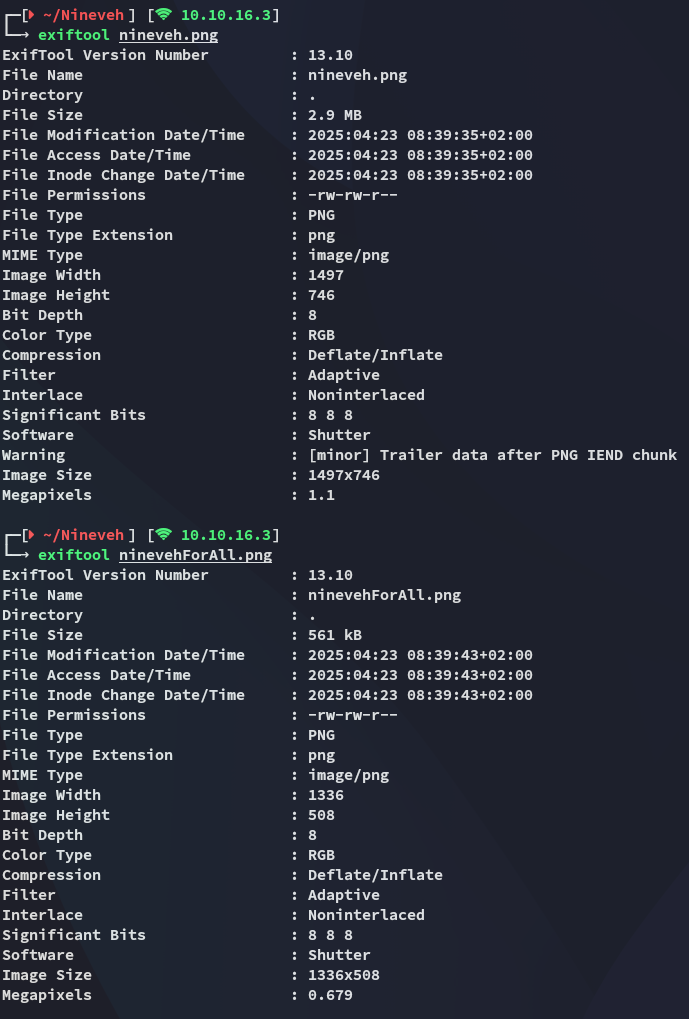 ┌─[ ~/Nineveh ] [ 10.10.16.3]
└─→ exiftool nineveh.png
ExifTool Version Number         : 13.10
File Name                       : nineveh.png
Directory                       : .
File Size                       : 2.9 MB
File Modification Date/Time     : 2025:04:23 08:39:35+02:00
File Access Date/Time           : 2025:04:23 08:39:35+02:00
File Inode Change Date/Time     : 2025:04:23 08:39:35+02:00
File Permissions                : -rw-rw-r--
File Type                       : PNG
File Type Extension             : png
MIME Type                       : image/png
Image Width                     : 1497
Image Height                    : 746
Bit Depth                       : 8
Color Type                      : RGB
Compression                     : Deflate/Inflate
Filter                          : Adaptive
Interlace                       : Noninterlaced
Significant Bits                : 8 8 8
Software                        : Shutter
Warning                         : [minor] Trailer data after PNG IEND chunk
Image Size                      : 1497x746
Megapixels                      : 1.1
┌─[ ~/Nineveh ] [ 10.10.16.3]
└─→ exiftool ninevehForAll.png
ExifTool Version Number         : 13.10
File Name                       : ninevehForAll.png
Directory                       : .
File Size                       : 561 kB
File Modification Date/Time     : 2025:04:23 08:39:43+02:00
File Access Date/Time           : 2025:04:23 08:39:43+02:00
File Inode Change Date/Time     : 2025:04:23 08:39:43+02:00
File Permissions                : -rw-rw-r--
File Type                       : PNG
File Type Extension             : png
MIME Type                       : image/png
Image Width                     : 1336
Image Height                    : 508
Bit Depth                       : 8
Color Type                      : RGB
Compression                     : Deflate/Inflate
Filter                          : Adaptive
Interlace                       : Noninterlaced
Significant Bits                : 8 8 8
Software                        : Shutter
Image Size                      : 1336x508
Megapixels                      : 0.679